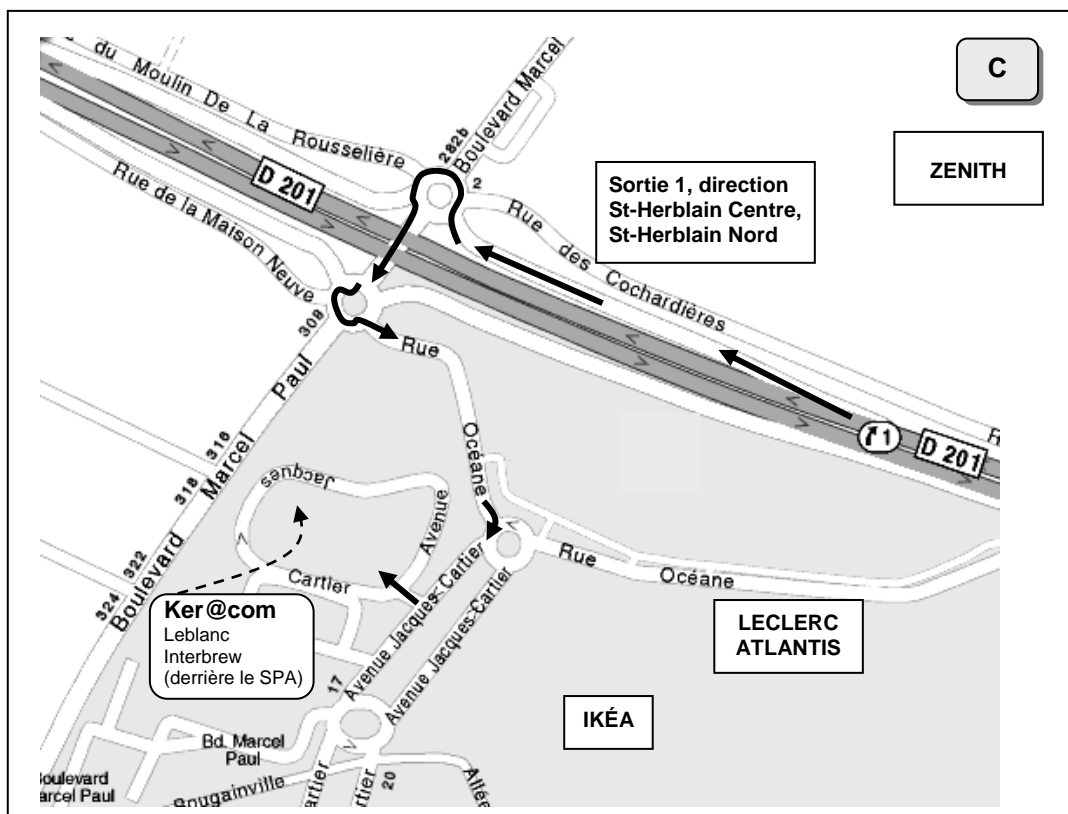 C
ZENITH
Sortie 1, direction
St-Herblain Centre,
St-Herblain Nord
du Moulin De La Rousselière
282b
Boulevard Marcel
2
D 201
Rue de la Maison Neuve
Rue des Cochardières
308
Rue Océane
1
D 201
R
Boulevard Marcel Paul
316
318
322
324
Avenue Jacques Cartier
Avenue Jacques-Cartier
Avenue Jacques-Cartier
Rue Océane
Ker@com
Leblanc
Interbrew
(derrière le SPA)
LECLERC
ATLANTIS
IKÉA
17
Bd. Marcel
Paul
Boulevard
arcel Paul
Bougainville
Cartier
Cartier
20
Allée